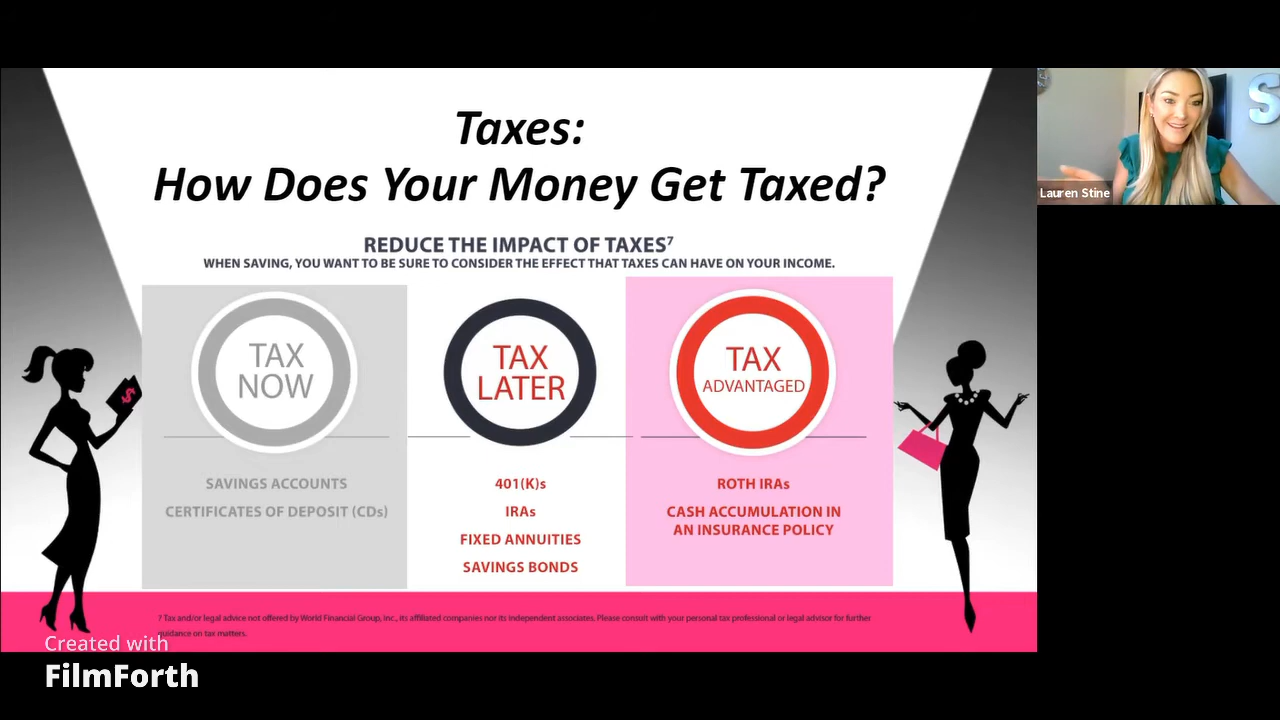 Taxes:
How Does Your Money Get Taxed?
REDUCE THE IMPACT OF TAXES⁷
WHEN SAVING, YOU WANT TO BE SURE TO CONSIDER THE EFFECT THAT TAXES CAN HAVE ON YOUR INCOME.
TAX
NOW
SAVINGS ACCOUNTS
CERTIFICATES OF DEPOSIT (CDs)
TAX
LATER
401(K)s
IRAs
FIXED ANNUITIES
SAVINGS BONDS
TAX
ADVANTAGED
ROTH IRAs
CASH ACCUMULATION IN
AN INSURANCE POLICY
$
S
Lauren Stine
7 Tax and/or legal advice not offered by World Financial Group, Inc., its affiliated companies nor its independent associates. Please consult with your personal tax professional or legal advisor for further
guidance on tax matters.
Created with
FilmForth